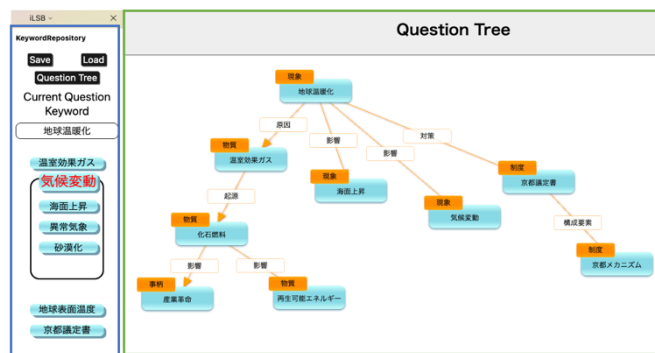 iLSB
KeywordRepository
Save Load
Question Tree
Current Question
Keyword
地球温暖化
温室効果ガス
気候変動
海面上昇
異常気象
砂漠化
地球表面温度
京都議定書
Question Tree
現象
地球温暖化
原因
影響
影響
対策
物質
温室効果ガス
現象
海面上昇
現象
気候変動
制度
京都議定書
起源
構成要素
物質
化石燃料
制度
京都メカニズム
影響
影響
事柄
産業革命
物質
再生可能エネルギー